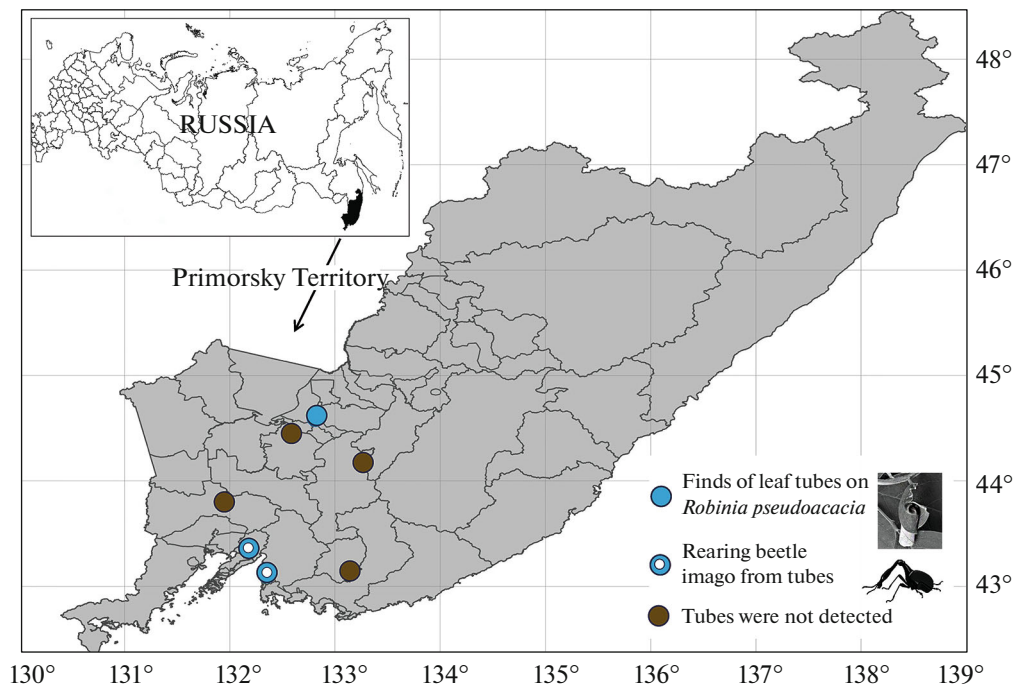 RUSSIA
Primorsky Territory
48°
47°
46°
45°
44°
43°
Finds of leaf tubes on
Robinia pseudoacacia
Rearing beetle
imago from tubes
Tubes were not detected
130°
131°
132°
133°
134°
135°
136°
137°
138°
139°